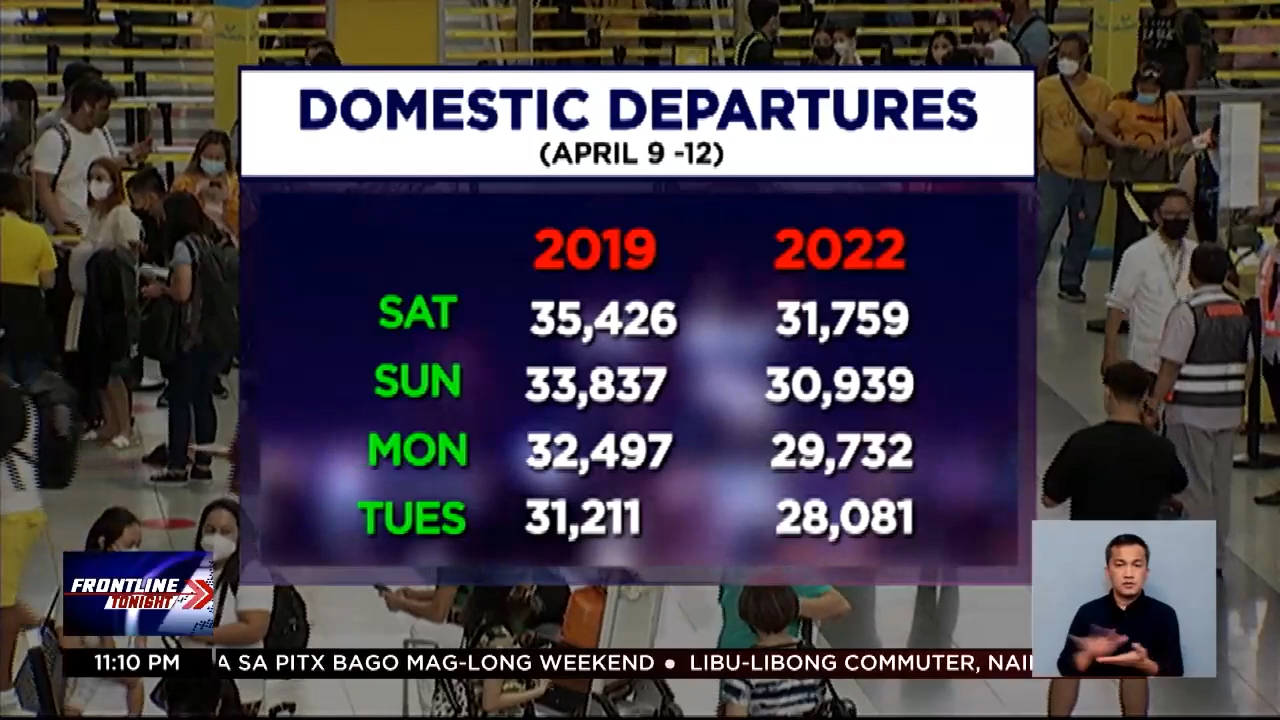 DOMESTIC DEPARTURES
(APRIL 9 -12)
2019 2022
SAT 35,426 31,759
SUN 33,837 30,939
MON 32,497 29,732
TUES 31,211 28,081
FRONTLINE
TONIGHT
11:10 PM A SA PITX BAGO MAG-LONG WEEKEND • LIBU-LIBONG COMMUTER, NAI